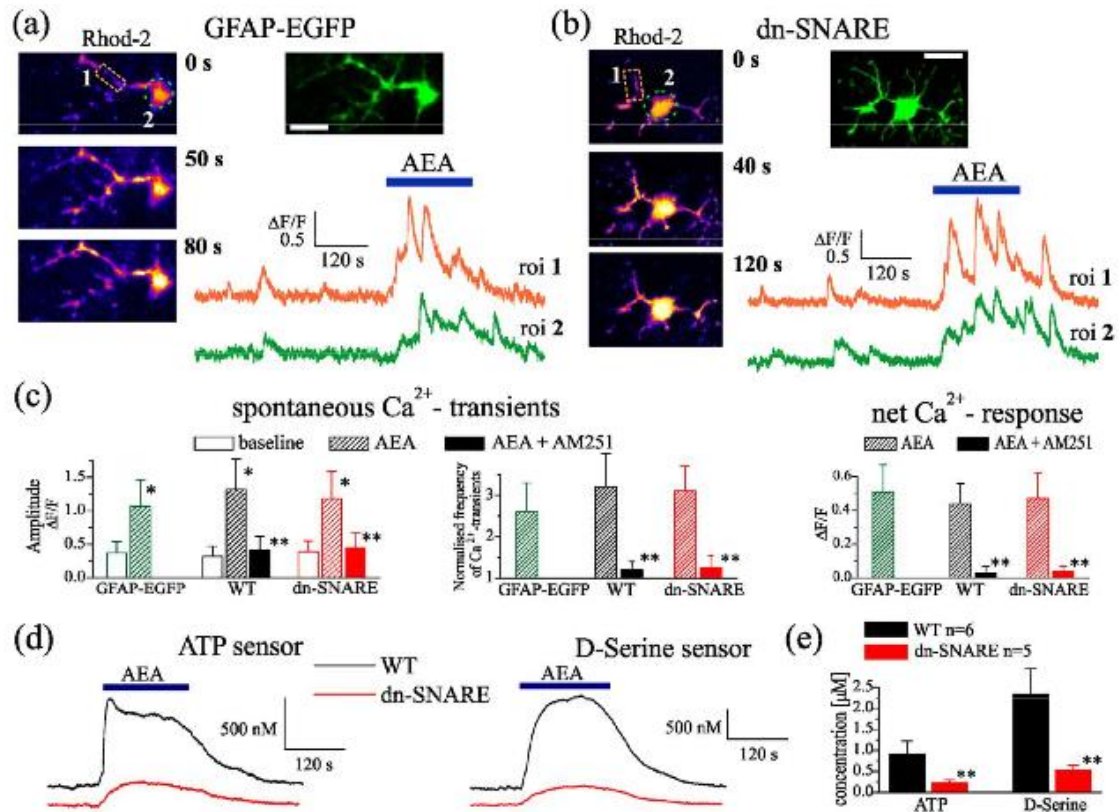 (a) GFAP-EGFP
Rhod-2
0 s
1
2
50 s
80 s
AEA
ΔF/F
0.5
120 s
roi 1
roi 2
(b) dn-SNARE
Rhod-2
0 s
1
2
40 s
120 s
AEA
ΔF/F
0.5
120 s
roi 1
roi 2
(c) spontaneous Ca2+- transients
baseline AEA AEA + AM251
Amplitude
ΔF/F
1.5
1.0
0.5
0.0
* * ** * **
GFAP-EGFP WT dn-SNARE
Normalised frequency
of Ca2+-transients
3
2
1
** **
GFAP-EGFP WT dn-SNARE
net Ca2+- response
AEA AEA + AM251
ΔF/F
0.6
0.4
0.2
0.0
** **
GFAP-EGFP WT dn-SNARE
(d) ATP sensor
AEA
WT
dn-SNARE
500 nM
120 s
D-Serine sensor
AEA
500 nM
120 s
(e)
WT n=6
dn-SNARE n=5
concentration [μM]
2.5
2.0
1.5
1.0
0.5
0.0
** **
ATP D-Serine